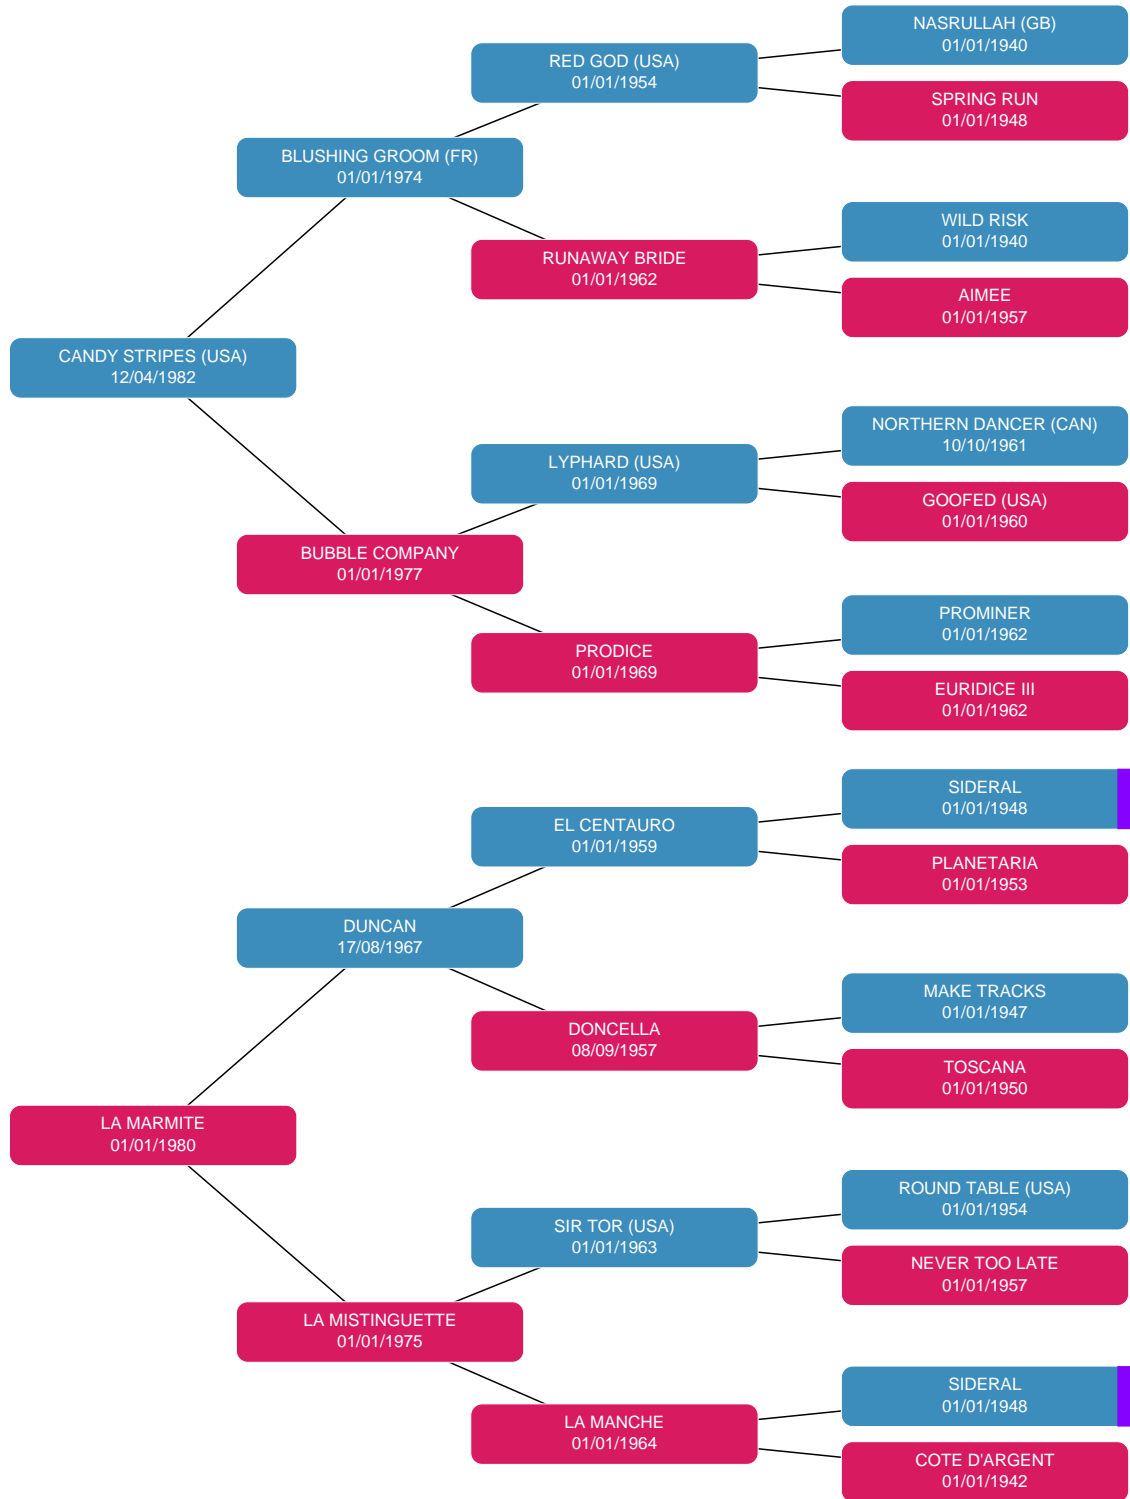 NASRULLAH (GB)
01/01/1940
RED GOD (USA)
01/01/1954
SPRING RUN
01/01/1948
BLUSHING GROOM (FR)
01/01/1974
WILD RISK
01/01/1940
RUNAWAY BRIDE
01/01/1962
AIMEE
01/01/1957
CANDY STRIPES (USA)
12/04/1982
NORTHERN DANCER (CAN)
10/10/1961
LYPHARD (USA)
01/01/1969
GOOFED (USA)
01/01/1960
BUBBLE COMPANY
01/01/1977
PROMINER
01/01/1962
PRODICE
01/01/1969
EURIDICE III
01/01/1962
SIDERAL
01/01/1948
EL CENTAURO
01/01/1959
PLANETARIA
01/01/1953
DUNCAN
17/08/1967
MAKE TRACKS
01/01/1947
DONCELLA
08/09/1957
TOSCANA
01/01/1950
LA MARMITE
01/01/1980
ROUND TABLE (USA)
01/01/1954
SIR TOR (USA)
01/01/1963
NEVER TOO LATE
01/01/1957
LA MISTINGUETTE
01/01/1975
SIDERAL
01/01/1948
LA MANCHE
01/01/1964
COTE D'ARGENT
01/01/1942